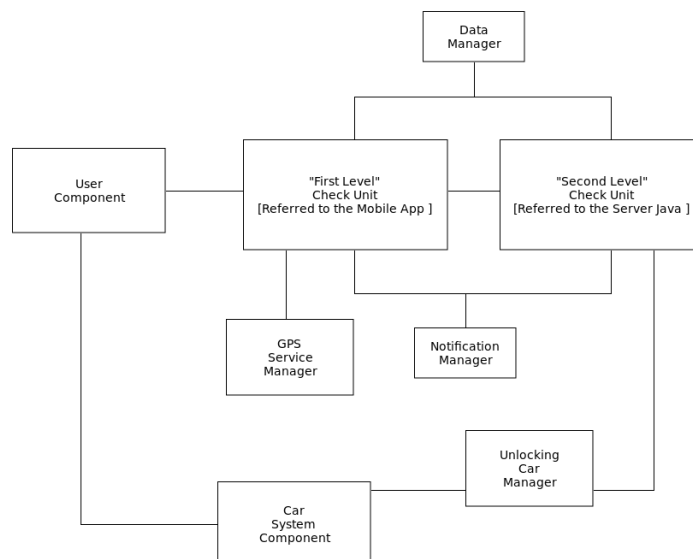 Data
Manager
User
Component
"First Level"
Check Unit
[Referred to the Mobile App ]
"Second Level"
Check Unit
[Referred to the Server Java ]
GPS
Service
Manager
Notification
Manager
Unlocking
Car
Manager
Car
System
Component